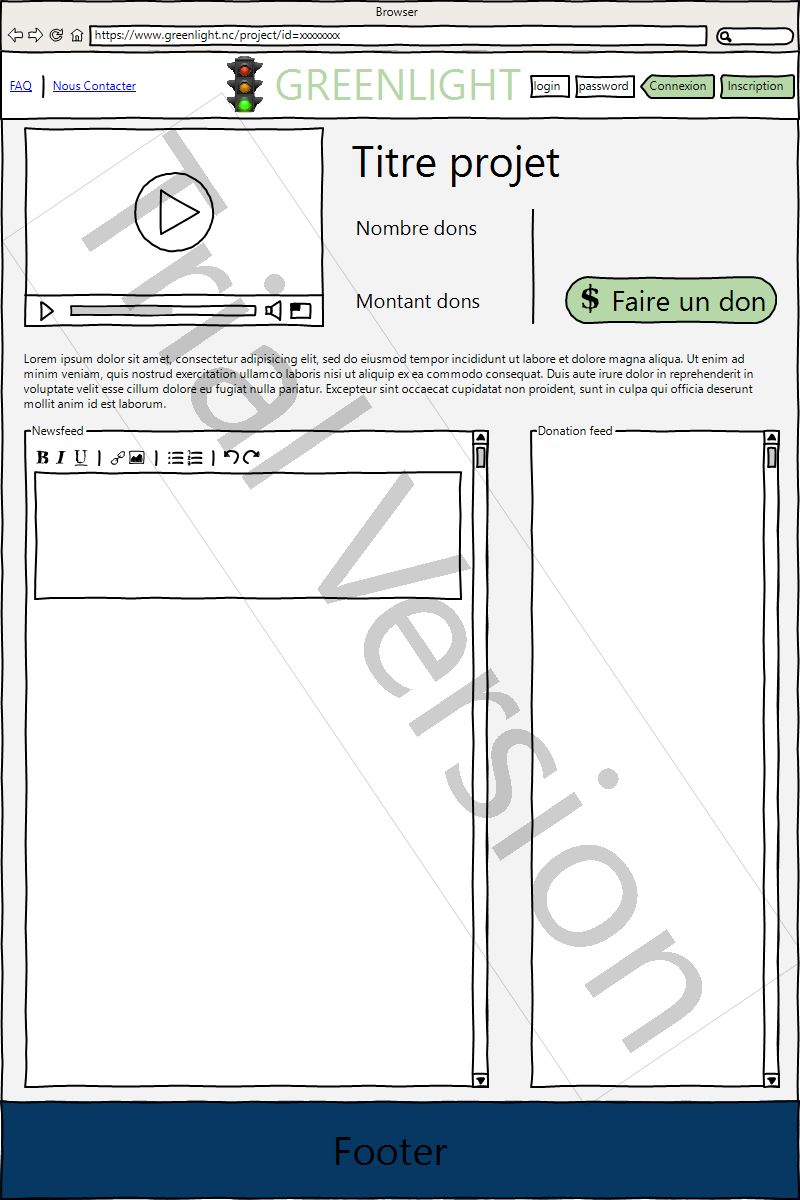 Browser
https://www.greenlight.nc/project/id=xxxxxxxx
FAQ
Nous Contacter
GREENLIGHT
login
password
Connexion
Inscription
Titre projet
Nombre dons
Montant dons
$ Faire un don
Lorem ipsum dolor sit amet, consectetur adipisicing elit, sed do eiusmod tempor incididunt ut labore et dolore magna aliqua. Ut enim ad
minim veniam, quis nostrud exercitation ullamco laboris nisi ut aliquip ex ea commodo consequat. Duis aute irure dolor in reprehenderit in
voluptate velit esse cillum dolore eu fugiat nulla pariatur. Excepteur sint occaecat cupidatat non proident, sunt in culpa qui officia deserunt
mollit anim id est laborum.
Newsfeed
B I U
Donation feed
Trial Version
Footer